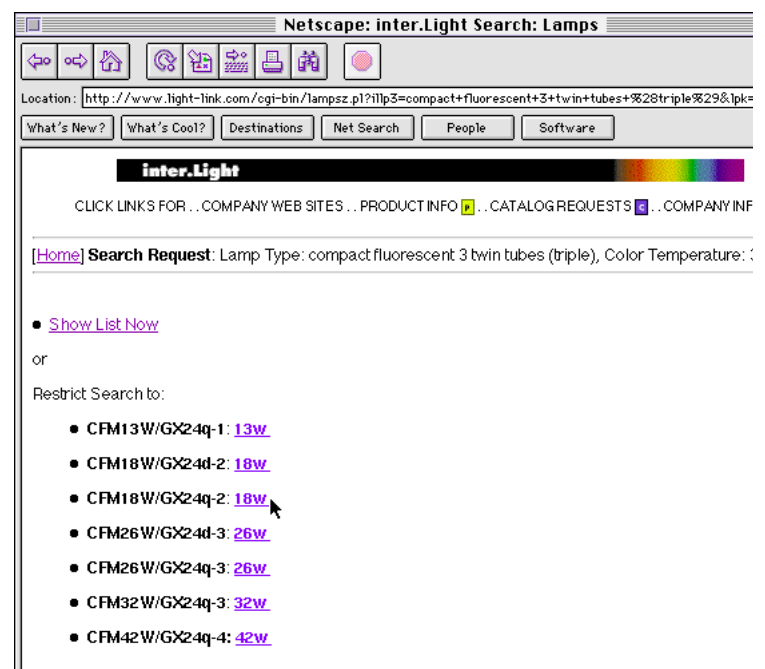 Netscape: inter.Light Search: Lamps
Location: http://www.light-link.com/cgi-bin/lampsz.pl?illp3=compact+fluorescent+3+twin+tubes+%28triple%29&lpk=
What's New? What's Cool? Destinations Net Search People Software
inter.Light
CLICK LINKS FOR . . COMPANY WEB SITES . . PRODUCT INFO P . . CATALOG REQUESTS C . . COMPANY INF
[Home] Search Request: Lamp Type: compact fluorescent 3 twin tubes (triple), Color Temperature:
• Show List Now
or
Restrict Search to:
• CFM13W/GX24q-1: 13w
• CFM18W/GX24d-2: 18w
• CFM18W/GX24q-2: 18w
• CFM26W/GX24d-3: 26w
• CFM26W/GX24q-3: 26w
• CFM32W/GX24q-3: 32w
• CFM42W/GX24q-4: 42w